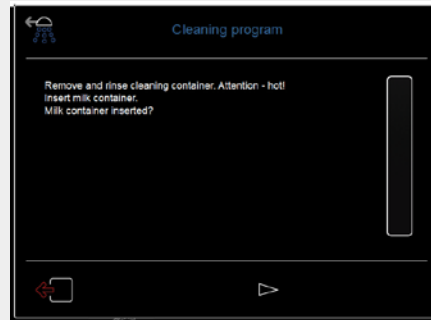 Cleaning program
Remove and rinse cleaning container. Attention - hot!
Insert milk container.
Milk container inserted?